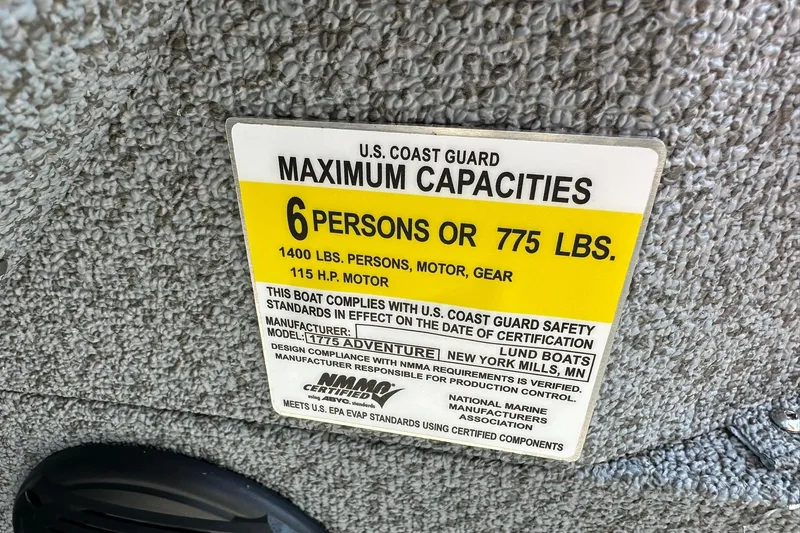 U.S. COAST GUARD
MAXIMUM CAPACITIES
6 PERSONS OR 775 LBS.
1400 LBS. PERSONS, MOTOR, GEAR
115 H.P. MOTOR
THIS BOAT COMPLIES WITH U.S. COAST GUARD SAFETY
STANDARDS IN EFFECT ON THE DATE OF CERTIFICATION
MANUFACTURER: LUND BOATS
MODEL: 1775 ADVENTURE NEW YORK MILLS, MN
DESIGN COMPLIANCE WITH NMMA REQUIREMENTS IS VERIFIED.
MANUFACTURER RESPONSIBLE FOR PRODUCTION CONTROL.
NMMA
CERTIFIED
using ABYC standards
NATIONAL MARINE
MANUFACTURERS
ASSOCIATION
MEETS U.S. EPA EVAP STANDARDS USING CERTIFIED COMPONENTS